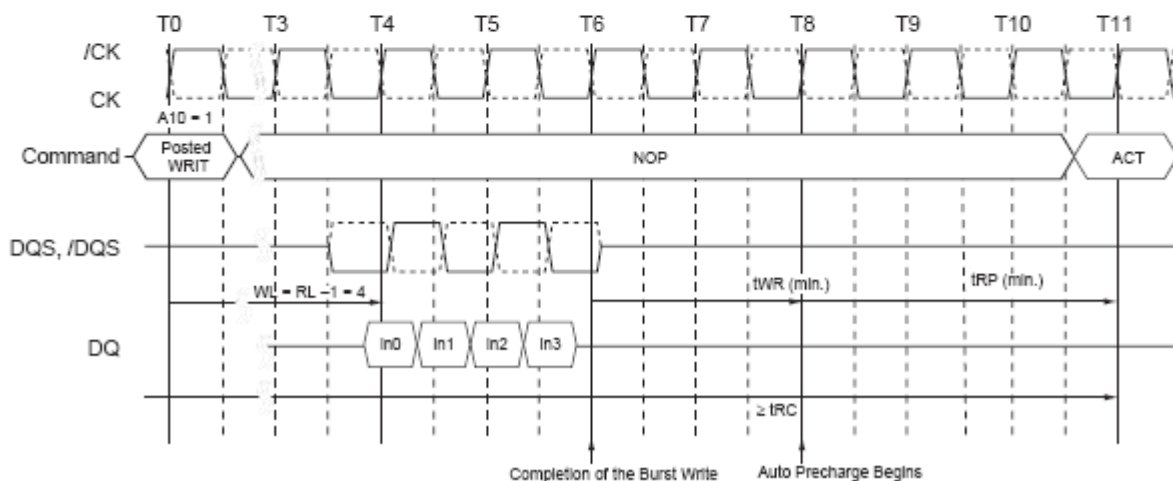 T0 T3 T4 T5 T6 T7 T8 T9 T10 T11
/CK
CK
A10 = 1
Command
Posted
WRIT
NOP
ACT
DQS, /DQS
WL = RL −1 = 4
tWR (min.)
tRP (min.)
DQ
In0 In1 In2 In3
≥ tRC
Completion of the Burst Write
Auto Precharge Begins